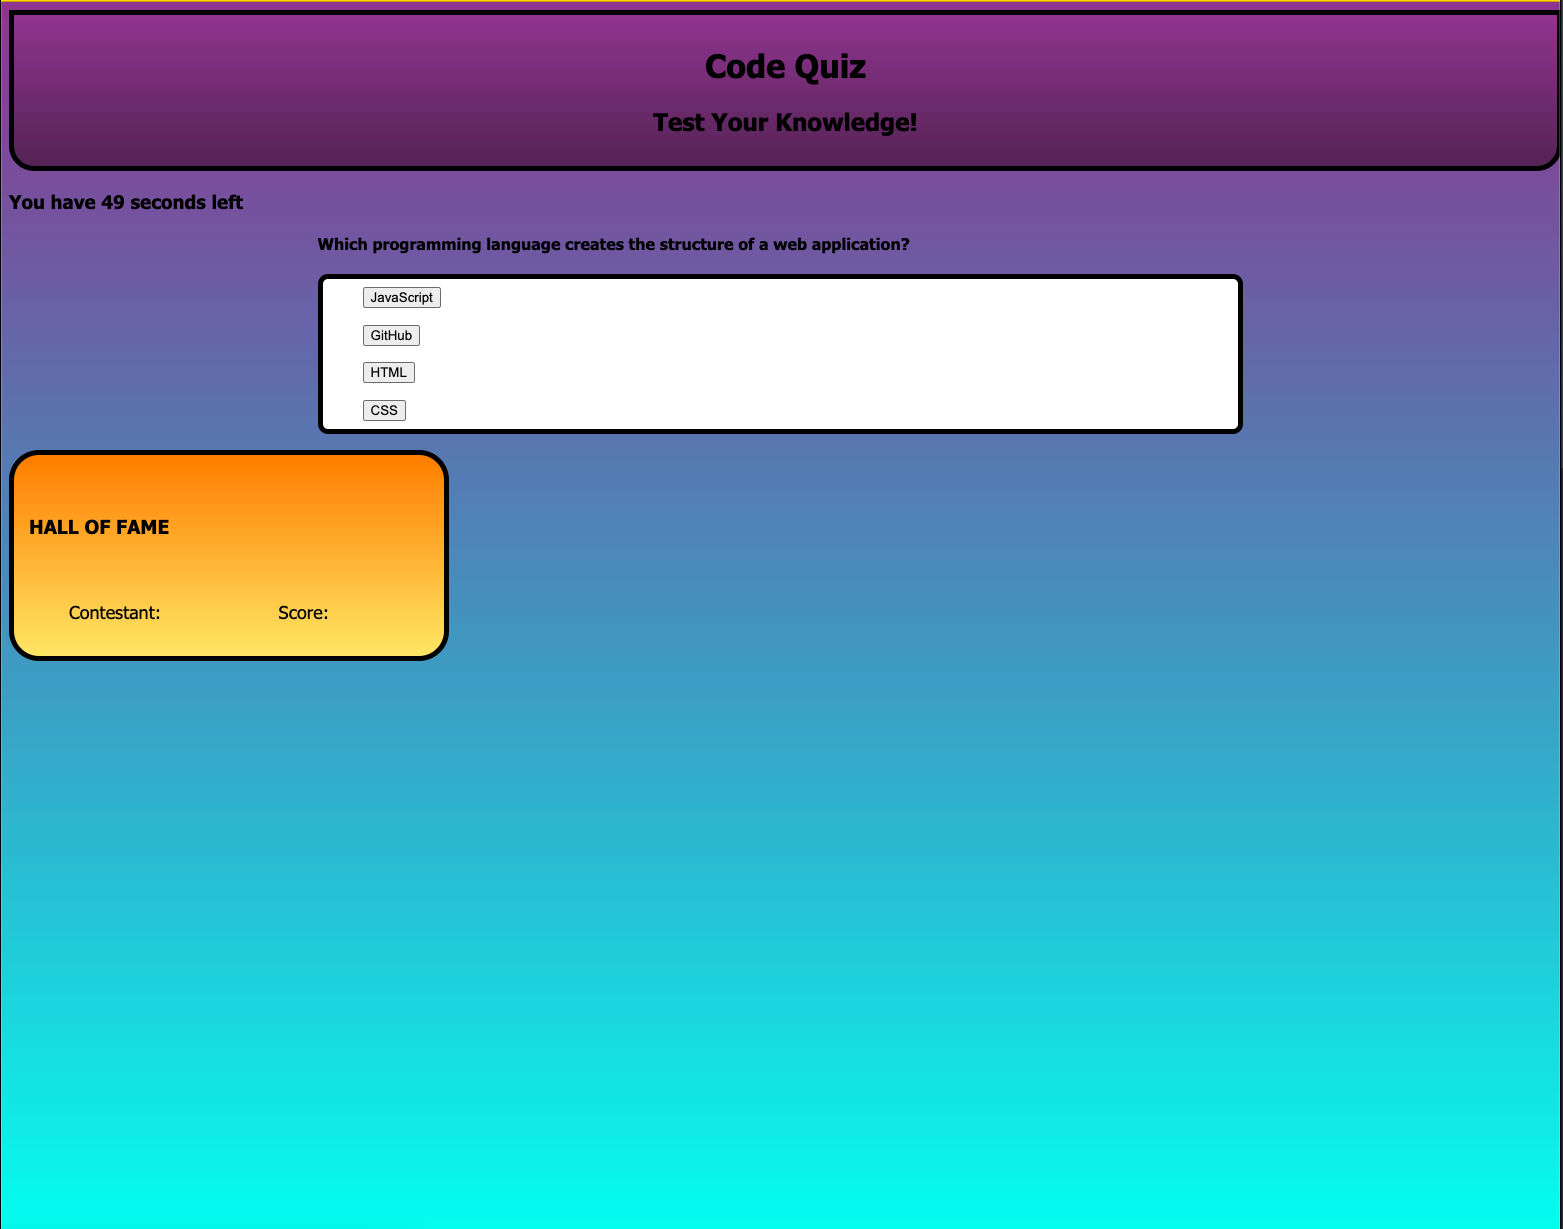 Code Quiz
Test Your Knowledge!
You have 49 seconds left
Which programming language creates the structure of a web application?
JavaScript
GitHub
HTML
CSS
HALL OF FAME
Contestant: Score: